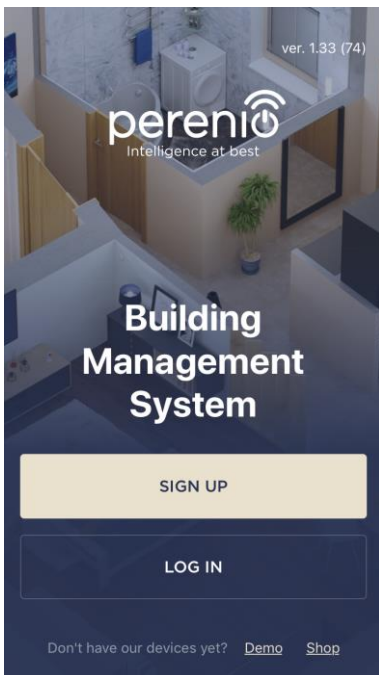 ver. 1.33 (74)
perenio
Intelligence at best
Building
Management
System
SIGN UP
LOG IN
Don't have our devices yet? Demo Shop